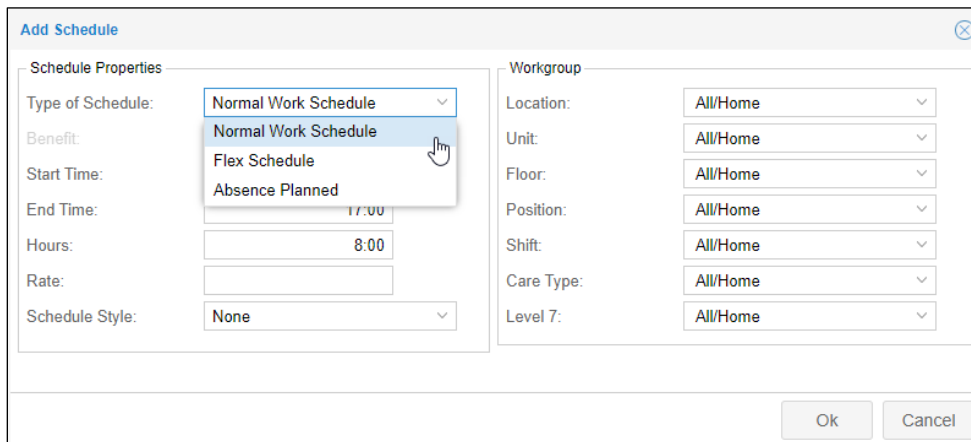 Add Schedule
Schedule Properties
Type of Schedule: Normal Work Schedule
Normal Work Schedule
Flex Schedule
Absence Planned
Benefit:
Start Time:
End Time: 17:00
Hours: 8:00
Rate:
Schedule Style: None
Workgroup
Location: All/Home
Unit: All/Home
Floor: All/Home
Position: All/Home
Shift: All/Home
Care Type: All/Home
Level 7: All/Home
Ok Cancel